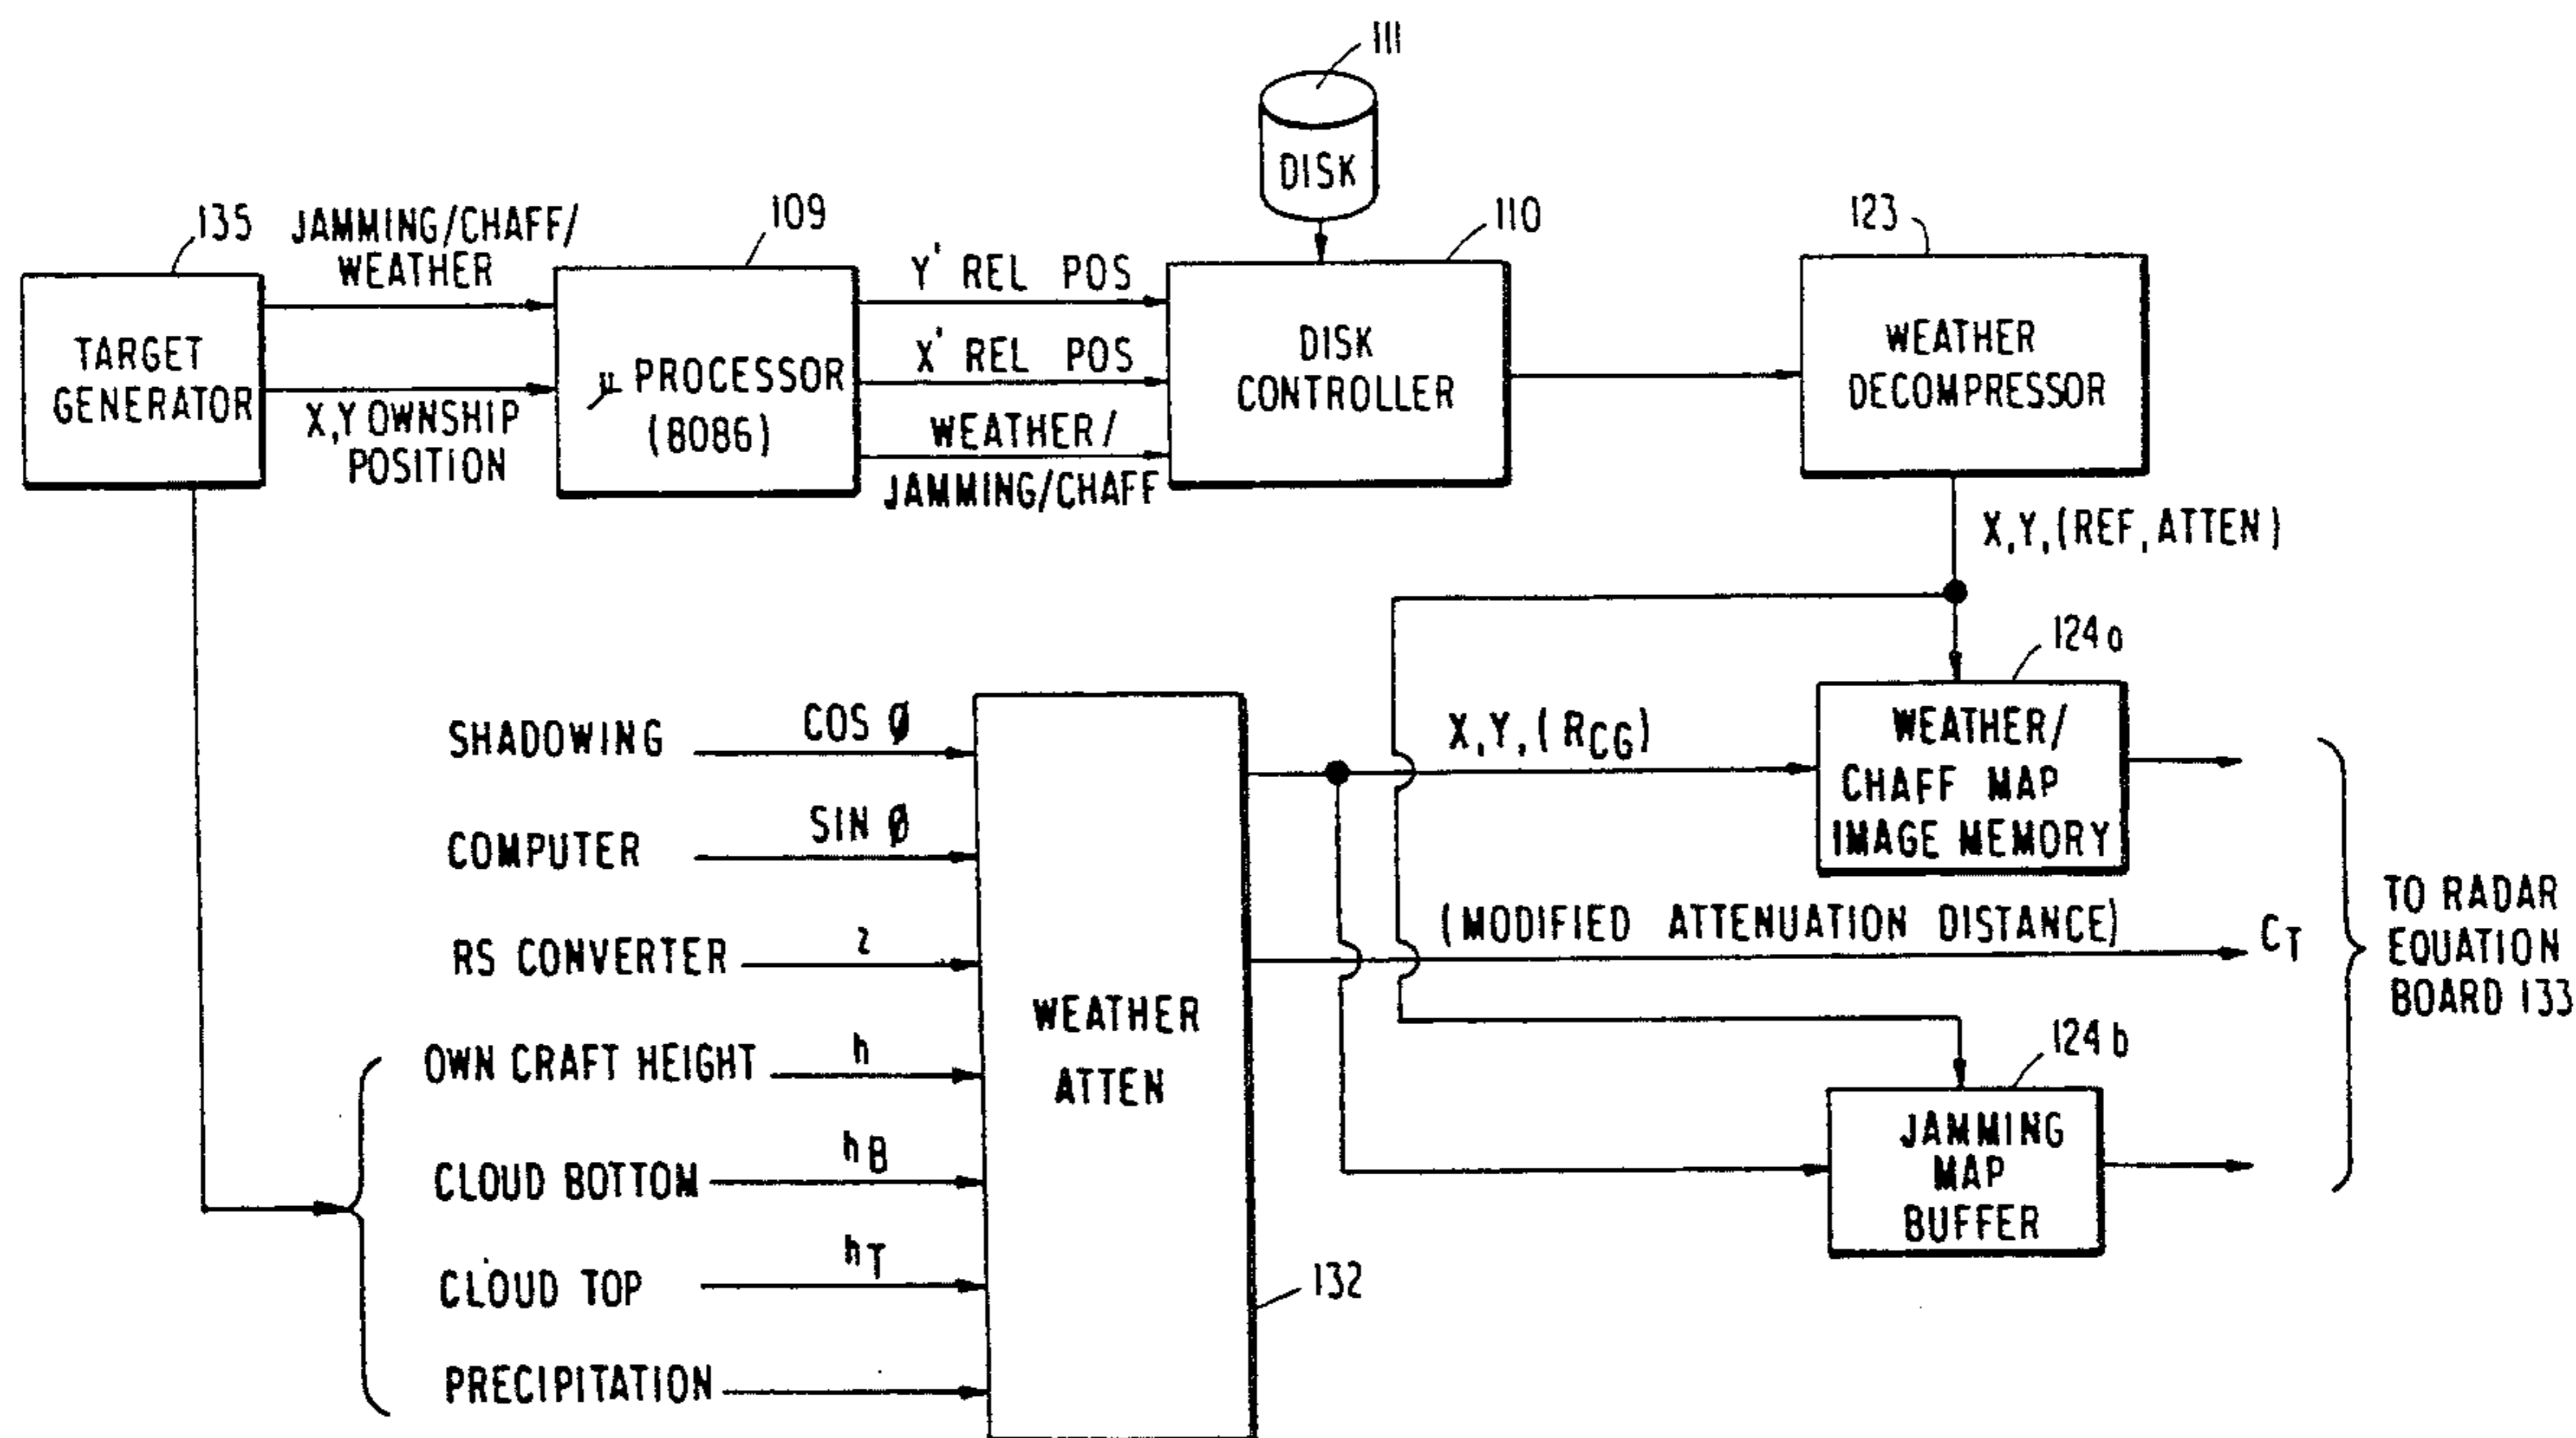 111
DISK
135
JAMMING/CHAFF/
WEATHER
109
110
123
TARGET
GENERATOR
X,Y OWNSHIP
POSITION
μ PROCESSOR
(8086)
Y' REL POS
X' REL POS
WEATHER/
JAMMING/CHAFF
DISK
CONTROLLER
WEATHER
DECOMPRESSOR
X,Y,(REF,ATTEN)
124a
SHADOWING
COS Ø
COMPUTER
SIN Ø
RS CONVERTER
z
OWN CRAFT HEIGHT
h
CLOUD BOTTOM
hB
CLOUD TOP
hT
PRECIPITATION
WEATHER
ATTEN
132
X,Y,(RCG)
WEATHER/
CHAFF MAP
IMAGE MEMORY
(MODIFIED ATTENUATION DISTANCE)
CT
TO RADAR
EQUATION
BOARD 133
124b
JAMMING
MAP
BUFFER